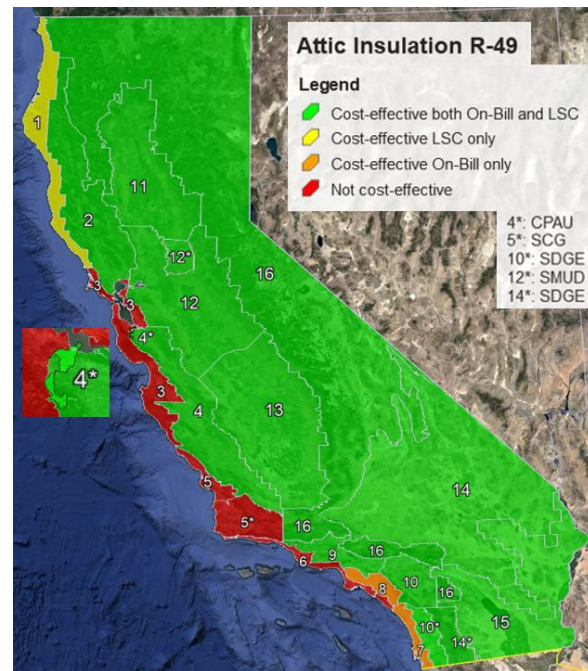 Attic Insulation R-49
Legend
Cost-effective both On-Bill and LSC
Cost-effective LSC only
Cost-effective On-Bill only
Not cost-effective
4*: CPAU
5*: SCG
10*: SDGE
12*: SMUD
14*: SDGE
1
11
2
16
12*
3
3
12
4*
4*
3
4
13
14
5
5*
16
6
9
16
8
10
16
10*
15
14*
7